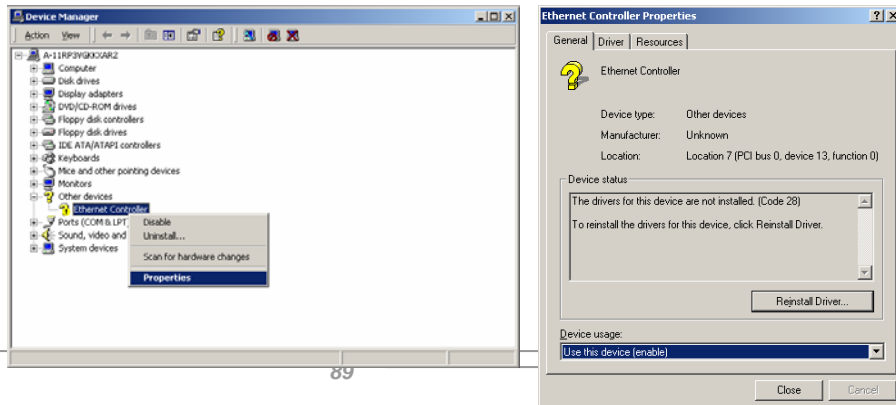 Device Manager
Action View
A-11RP3VGKXXAR2
Computer
Disk drives
Display adapters
DVD/CD-ROM drives
Floppy disk controllers
Floppy disk drives
IDE ATA/ATAPI controllers
Keyboards
Mice and other pointing devices
Monitors
Other devices
Ethernet Controller
Ports (COM & LPT)
Sound, video and
System devices
Disable
Uninstall...
Scan for hardware changes
Properties
89
Ethernet Controller Properties
General Driver Resources
Ethernet Controller
Device type: Other devices
Manufacturer: Unknown
Location: Location 7 (PCI bus 0, device 13, function 0)
Device status
The drivers for this device are not installed. (Code 28)
To reinstall the drivers for this device, click Reinstall Driver.
Reinstall Driver...
Device usage:
Use this device (enable)
Close Cancel